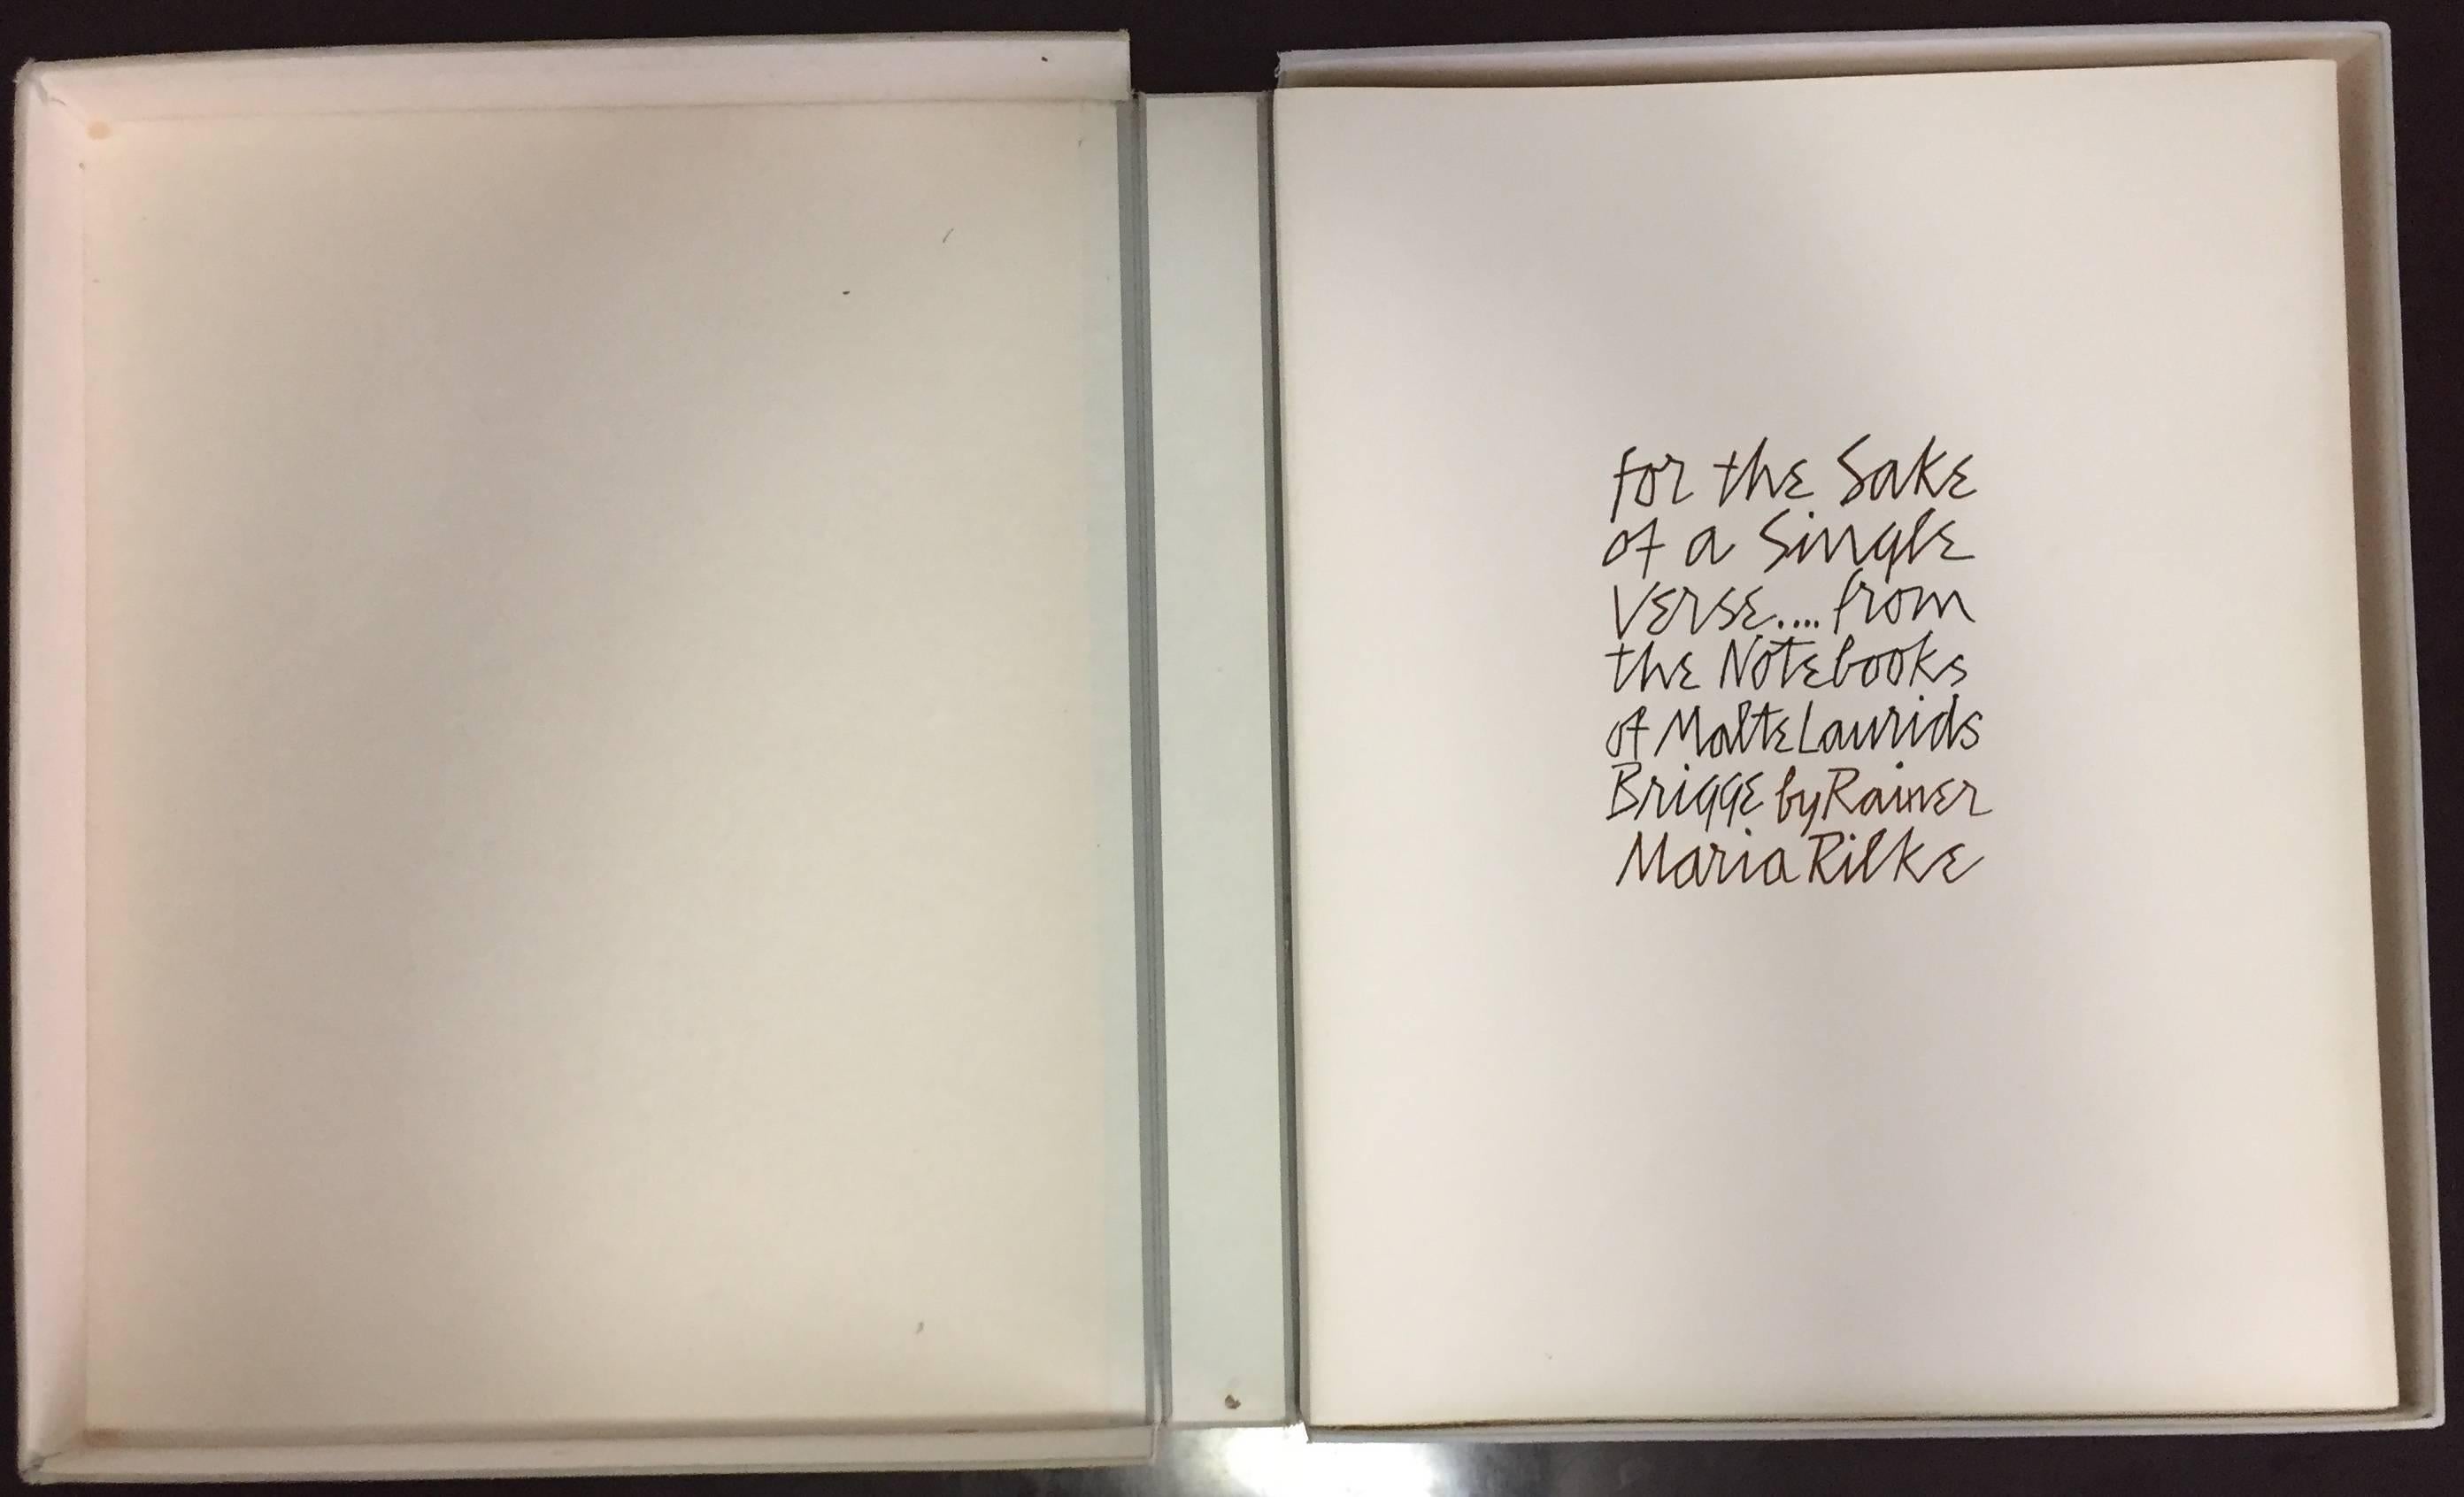 for the Sake
of a Single
Verse.... from
the Notebooks
of Malte Laurids
Brigge by Rainer
Maria Rilke